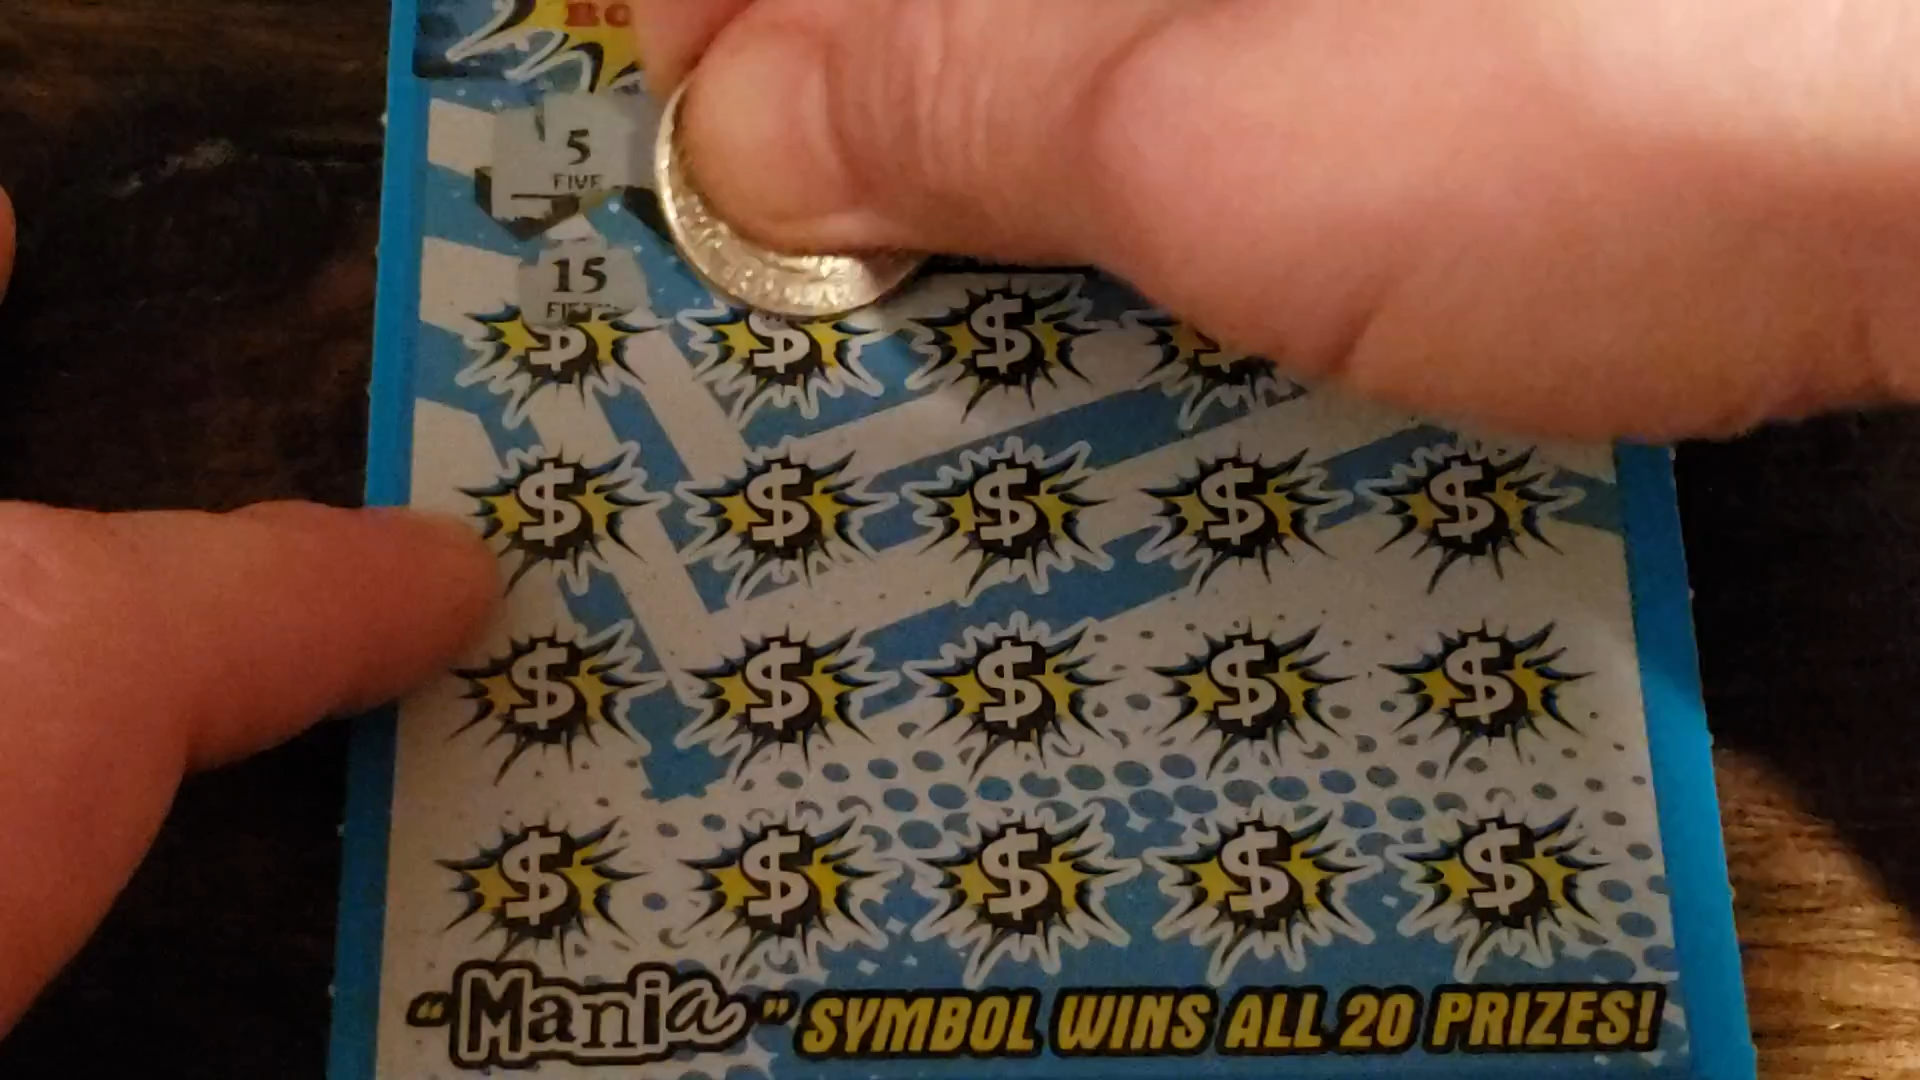 5
FIVE
15
$ $ $
$ $ $ $ $
$ $ $ $ $
$ $ $ $ $
"Mania" SYMBOL WINS ALL 20 PRIZES!